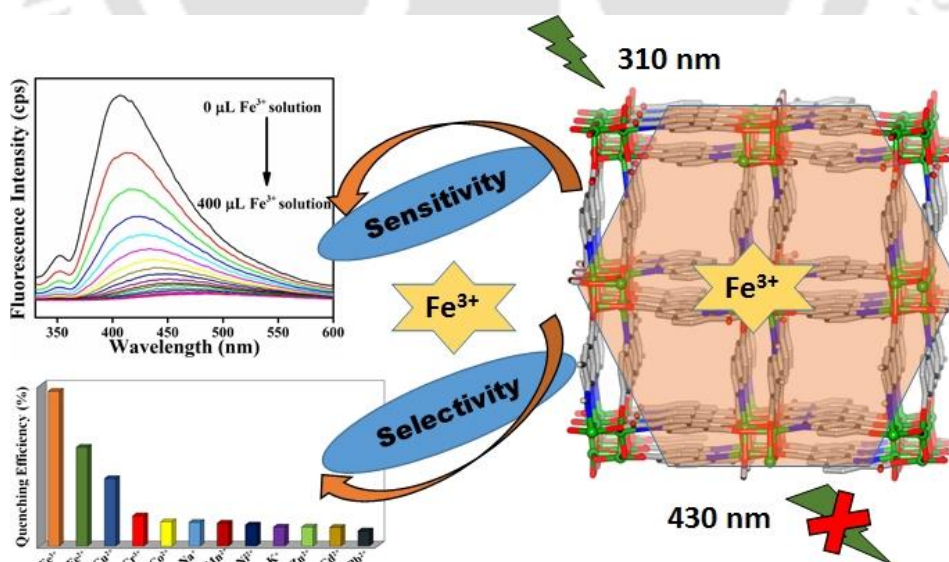 310 nm
Fluorescence Intensity (cps)
0 µL Fe³⁺ solution
400 µL Fe³⁺ solution
350 400 450 500 550 600
Wavelength (nm)
Sensitivity
Fe³⁺
Fe³⁺
Selectivity
Quenching Efficiency (%)
430 nm